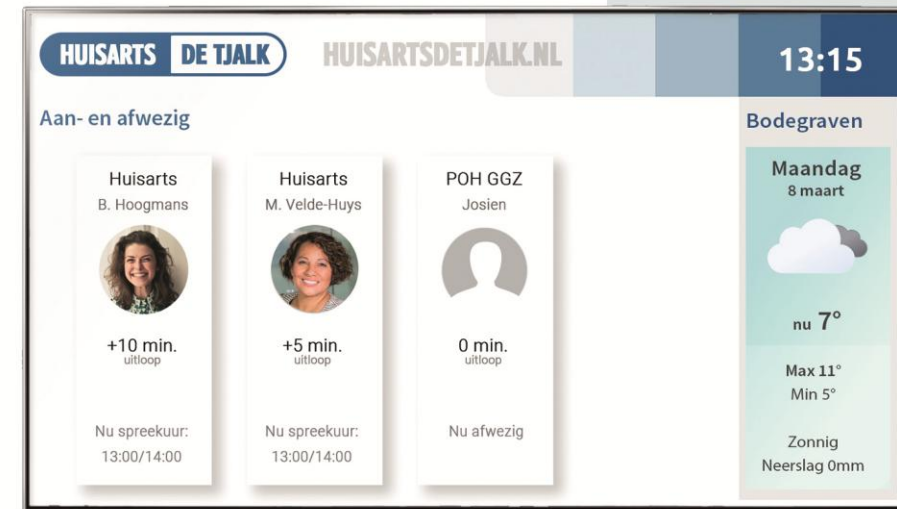 HUISARTS DE TJALK
HUISARTSDETJALK.NL
13:15
Aan- en afwezig
Huisarts
B. Hoogmans
+10 min.
uitloop
Nu spreekuur:
13:00/14:00
Huisarts
M. Velde-Huys
+5 min.
uitloop
Nu spreekuur:
13:00/14:00
POH GGZ
Josien
0 min.
uitloop
Nu afwezig
Bodegraven
Maandag
8 maart
nu 7°
Max 11°
Min 5°
Zonnig
Neerslag 0mm